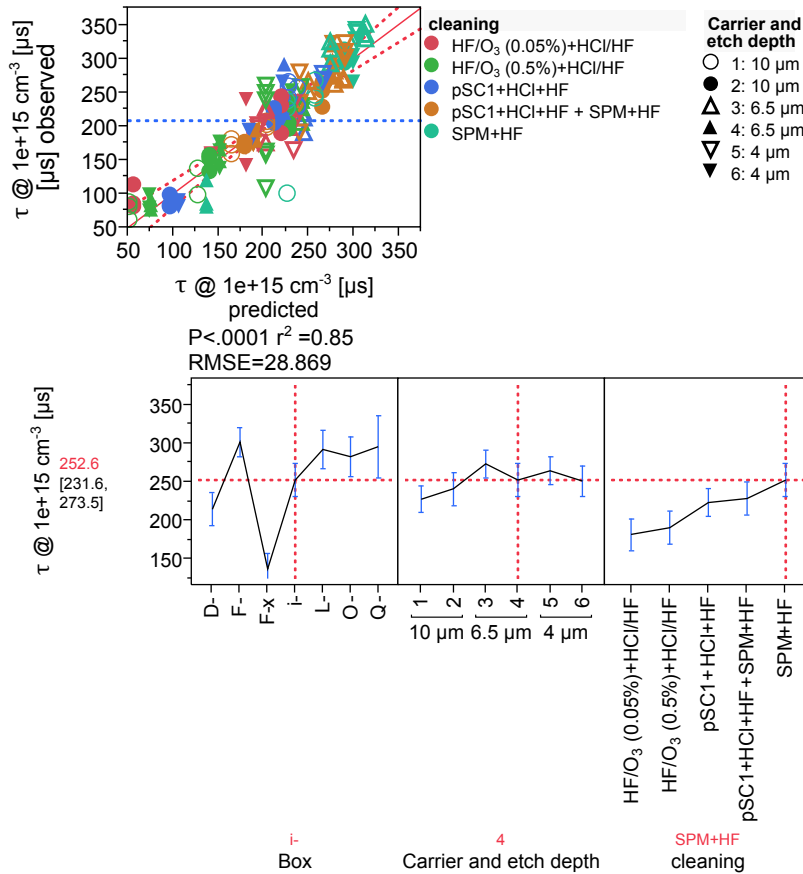 τ @ 1e+15 cm-3 [µs] observed
350
300
250
200
150
100
50
50 100 150 200 250 300 350
τ @ 1e+15 cm-3 [µs]
predicted
P<.0001 r2 =0.85
RMSE=28.869
cleaning
HF/O3 (0.05%)+HCl/HF
HF/O3 (0.5%)+HCl/HF
pSC1+HCl+HF
pSC1+HCl+HF + SPM+HF
SPM+HF
Carrier and
etch depth
1: 10 µm
2: 10 µm
3: 6.5 µm
4: 6.5 µm
5: 4 µm
6: 4 µm
τ @ 1e+15 cm-3 [µs]
252.6
[231.6,
273.5]
350
300
250
200
150
D-
F-
F-x
i-
L-
O-
Q-
1
2
3
4
5
6
10 µm 6.5 µm 4 µm
HF/O3 (0.05%)+HCl/HF
HF/O3 (0.5%)+HCl/HF
pSC1+HCl+HF
pSC1+HCl+HF + SPM+HF
SPM+HF
i-
Box
4
Carrier and etch depth
SPM+HF
cleaning